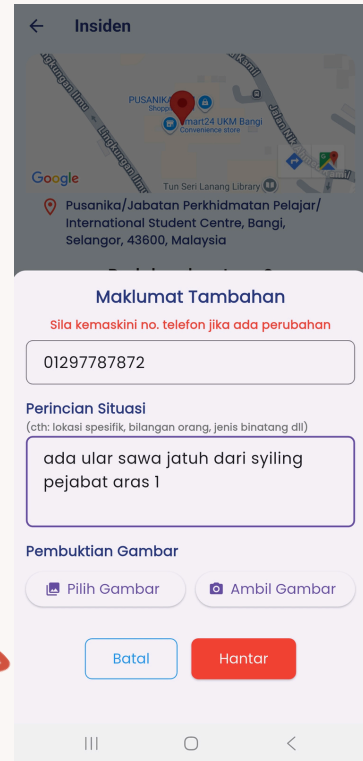 Insiden
Lingkungan Ilmu
PUSANIKA
Shopp
mart24 UKM Bangi
Convenience store
Google
Tun Seri Lanang Library
Pusanika/Jabatan Perkhidmatan Pelajar/
International Student Centre, Bangi,
Selangor, 43600, Malaysia
Maklumat Tambahan
Sila kemaskini no. telefon jika ada perubahan
01297787872
Perincian Situasi
(cth: lokasi spesifik, bilangan orang, jenis binatang dll)
ada ular sawa jatuh dari syiling
pejabat aras 1
Pembuktian Gambar
Pilih Gambar
Ambil Gambar
Batal
Hantar